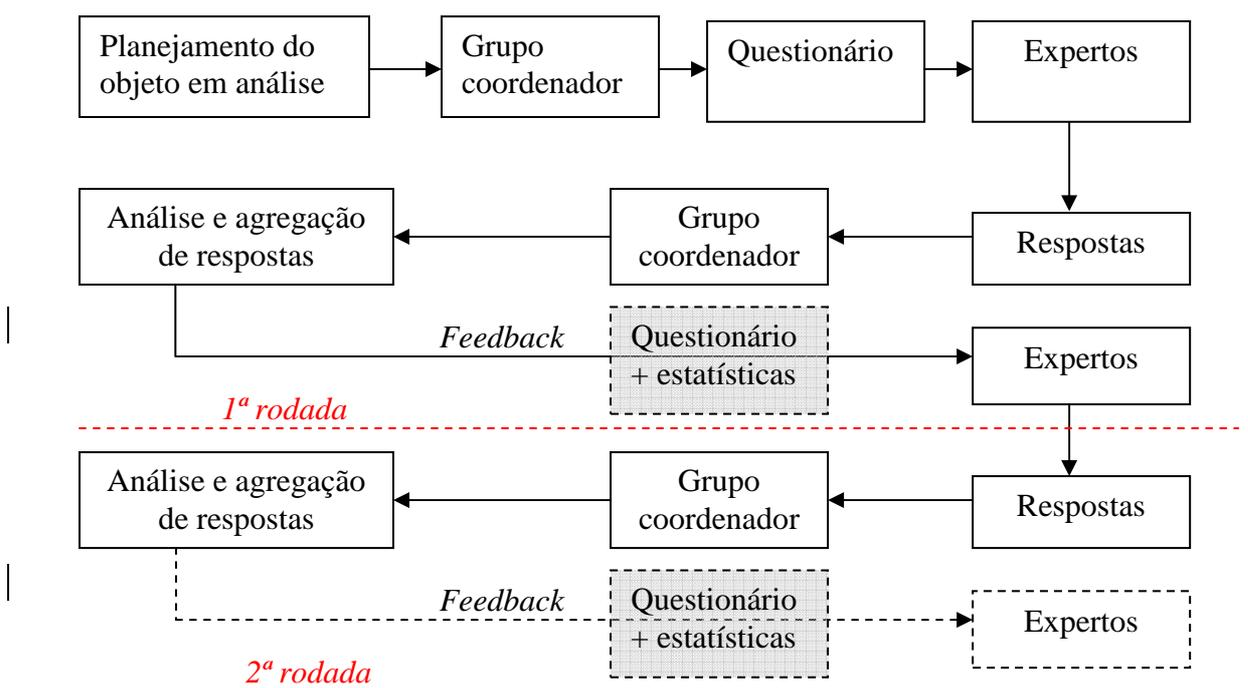 Planejamento do
objeto em análise
Grupo
coordenador
Questionário
Expertos
Análise e agregação
de respostas
Grupo
coordenador
Respostas
Feedback
Questionário
+ estatísticas
Expertos
1ª rodada
Análise e agregação
de respostas
Grupo
coordenador
Respostas
Feedback
Questionário
+ estatísticas
Expertos
2ª rodada